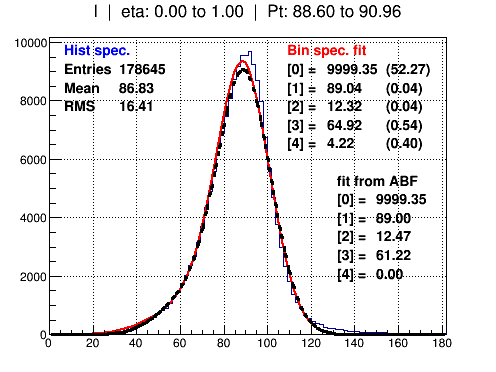 I | eta: 0.00 to 1.00 | Pt: 88.60 to 90.96
Hist spec.
Entries 178645
Mean 86.83
RMS 16.41
Bin spec. fit
[0] = 9999.35 (52.27)
[1] = 89.04 (0.04)
[2] = 12.32 (0.04)
[3] = 64.92 (0.54)
[4] = 4.22 (0.40)
fit from ABF
[0] = 9999.35
[1] = 89.00
[2] = 12.47
[3] = 61.22
[4] = 0.00
10000
8000
6000
4000
2000
0
0 20 40 60 80 100 120 140 160 180